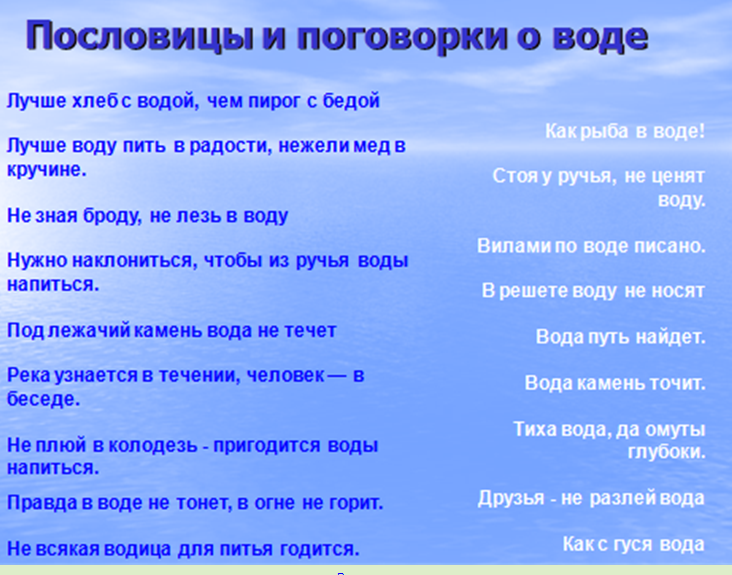 Пословицы и поговорки о воде
Лучше хлеб с водой, чем пирог с бедой
Лучше воду пить в радости, нежели мед в
кручине.
Не зная броду, не лезь в воду
Нужно наклониться, чтобы из ручья воды
напиться.
Под лежачий камень вода не течет
Река узнается в течении, человек — в
беседе.
Не плюй в колодезь - пригодится воды
напиться.
Правда в воде не тонет, в огне не горит.
Не всякая водица для питья годится.
Как рыба в воде!
Стоя у ручья, не ценят
воду.
Вилами по воде писано.
В решете воду не носят
Вода путь найдет.
Вода камень точит.
Тиха вода, да омуты
глубоки.
Друзья - не разлей вода
Как с гуся вода